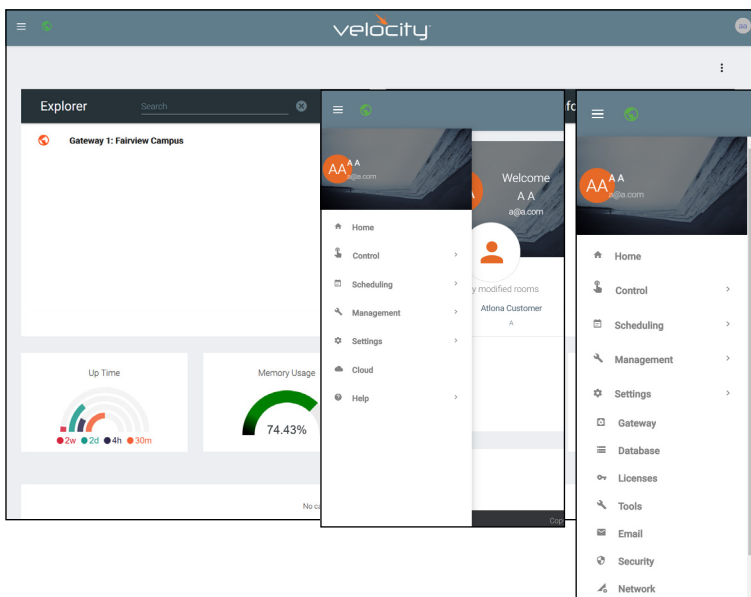 velocity
aa
Explorer
Search
Gateway 1: Fairview Campus
Up Time
2w 2d 4h 30m
Memory Usage
74.43%
AA
A A
a@a.com
Home
Control
Scheduling
Management
Settings
Cloud
Help
Welcome
A A
a@a.com
modified rooms
Atlona Customer
A
AA
A A
a@a.com
Home
Control
Scheduling
Management
Settings
Gateway
Database
Licenses
Tools
Email
Security
Network